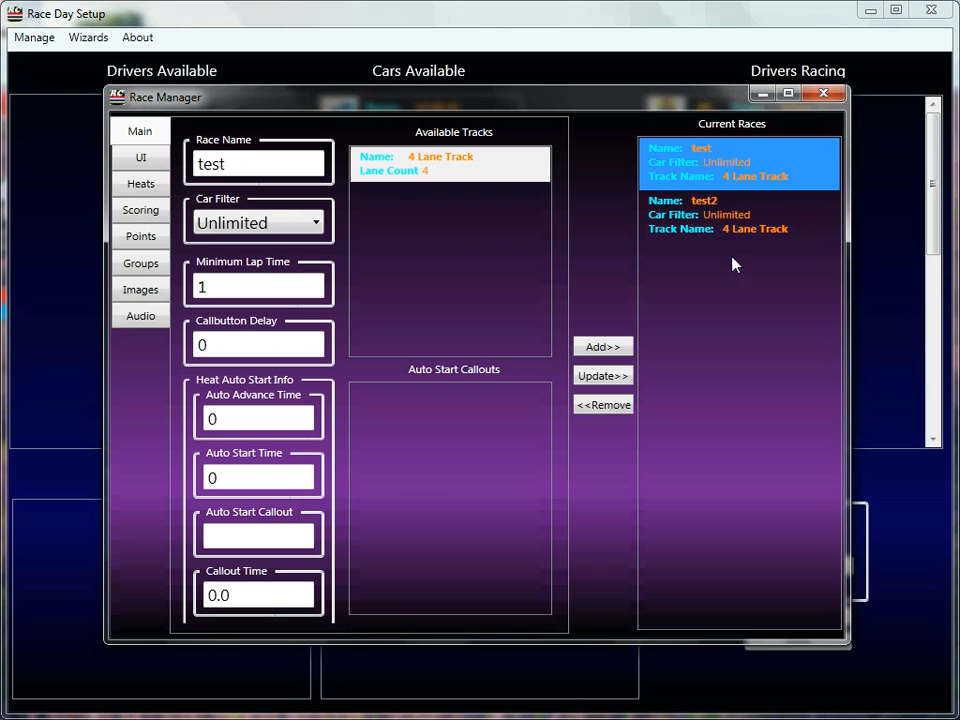 Race Day Setup
Manage Wizards About
Drivers Available Cars Available Drivers Racing
Race Manager
Main
UI
Heats
Scoring
Points
Groups
Images
Audio
Race Name
test
Car Filter
Unlimited
Minimum Lap Time
1
Callbutton Delay
0
Heat Auto Start Info
Auto Advance Time
0
Auto Start Time
0
Auto Start Callout
Callout Time
0.0
Available Tracks
Name: 4 Lane Track
Lane Count 4
Auto Start Callouts
Add>>
Update>>
<<Remove
Current Races
Name: test
Car Filter: Unlimited
Track Name: 4 Lane Track
Name: test2
Car Filter: Unlimited
Track Name: 4 Lane Track